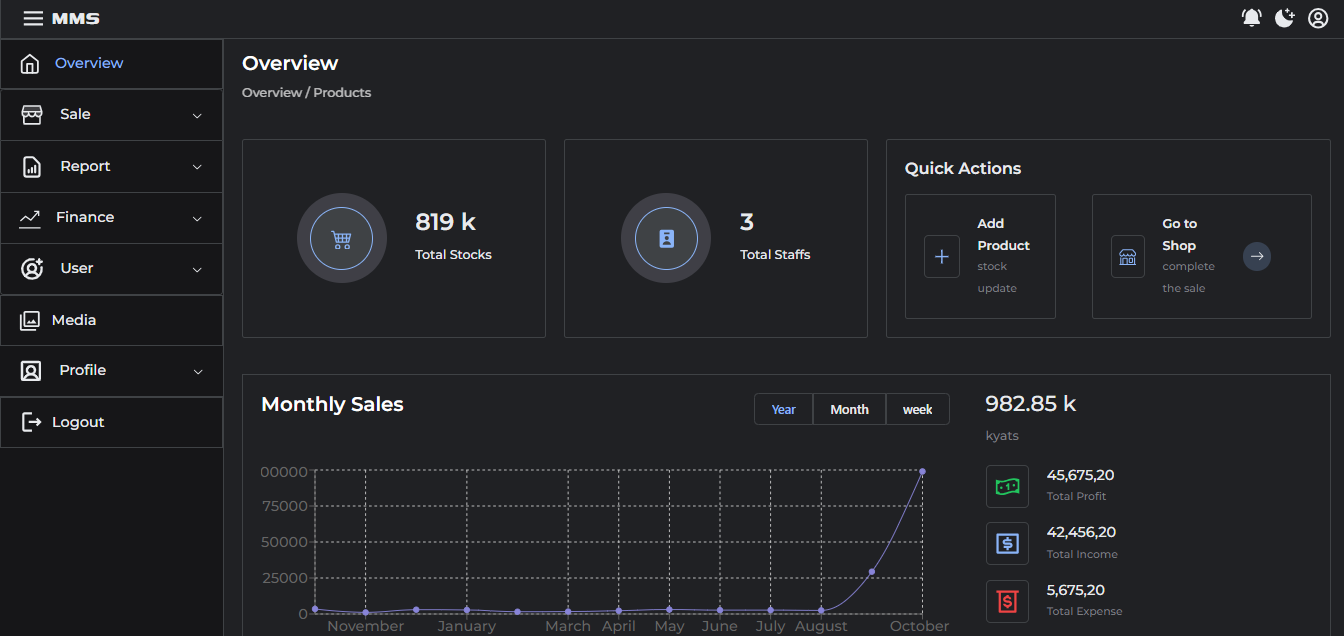 MMS
Overview
Sale
Report
Finance
User
Media
Profile
Logout
Overview
Overview / Products
819 k
Total Stocks
3
Total Staffs
Quick Actions
Add
Product
stock
update
Go to
Shop
complete
the sale
Monthly Sales
Year
Month
week
00000
75000
50000
25000
0
November
January
March
April
May
June
July
August
October
982.85 k
kyats
45,675,20
Total Profit
42,456,20
Total Income
5,675,20
Total Expense